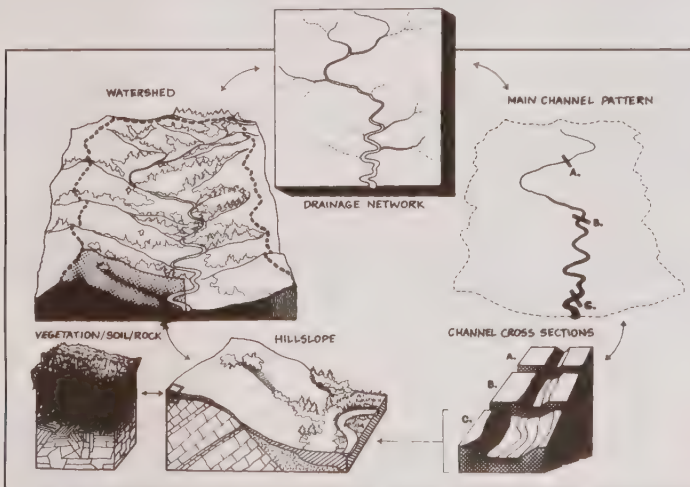 WATERSHED
MAIN CHANNEL PATTERN
A.
B.
C.
DRAINAGE NETWORK
VEGETATION/SOIL/ROCK
HILLSLOPE
CHANNEL CROSS SECTIONS
A.
B.
C.